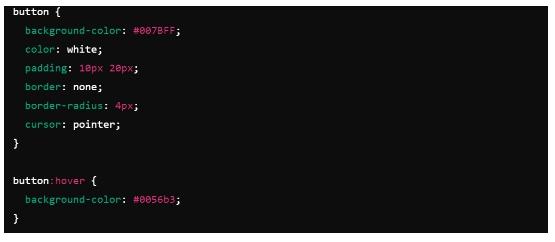 button {
  background-color: #007BFF;
  color: white;
  padding: 10px 20px;
  border: none;
  border-radius: 4px;
  cursor: pointer;
}

button:hover {
  background-color: #0056b3;
}